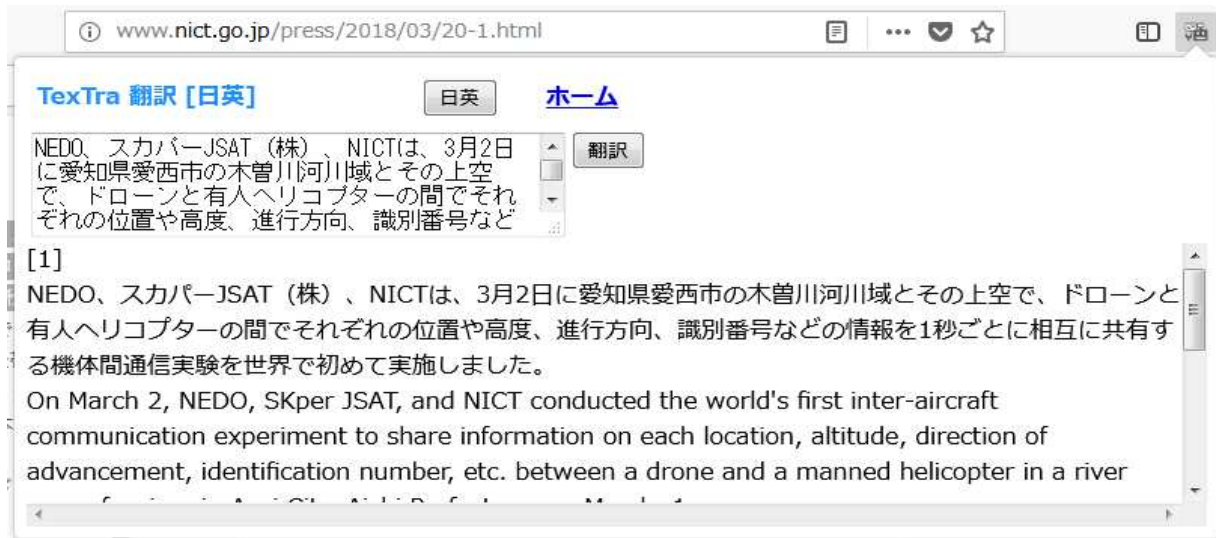 www.nict.go.jp/press/2018/03/20-1.html
TexTra 翻訳 [日英]
日英
ホーム
NEDO、スカパーJSAT（株）、NICTは、3月2日
に愛知県愛西市の木曽川河川域とその上空
で、ドローンと有人ヘリコプターの間でそれ
ぞれの位置や高度、進行方向、識別番号など
翻訳
[1]
NEDO、スカパーJSAT（株）、NICTは、3月2日に愛知県愛西市の木曽川河川域とその上空で、ドローンと
有人ヘリコプターの間でそれぞれの位置や高度、進行方向、識別番号などの情報を1秒ごとに相互に共有す
る機体間通信実験を世界で初めて実施しました。
On March 2, NEDO, SKper JSAT, and NICT conducted the world's first inter-aircraft
communication experiment to share information on each location, altitude, direction of
advancement, identification number, etc. between a drone and a manned helicopter in a river